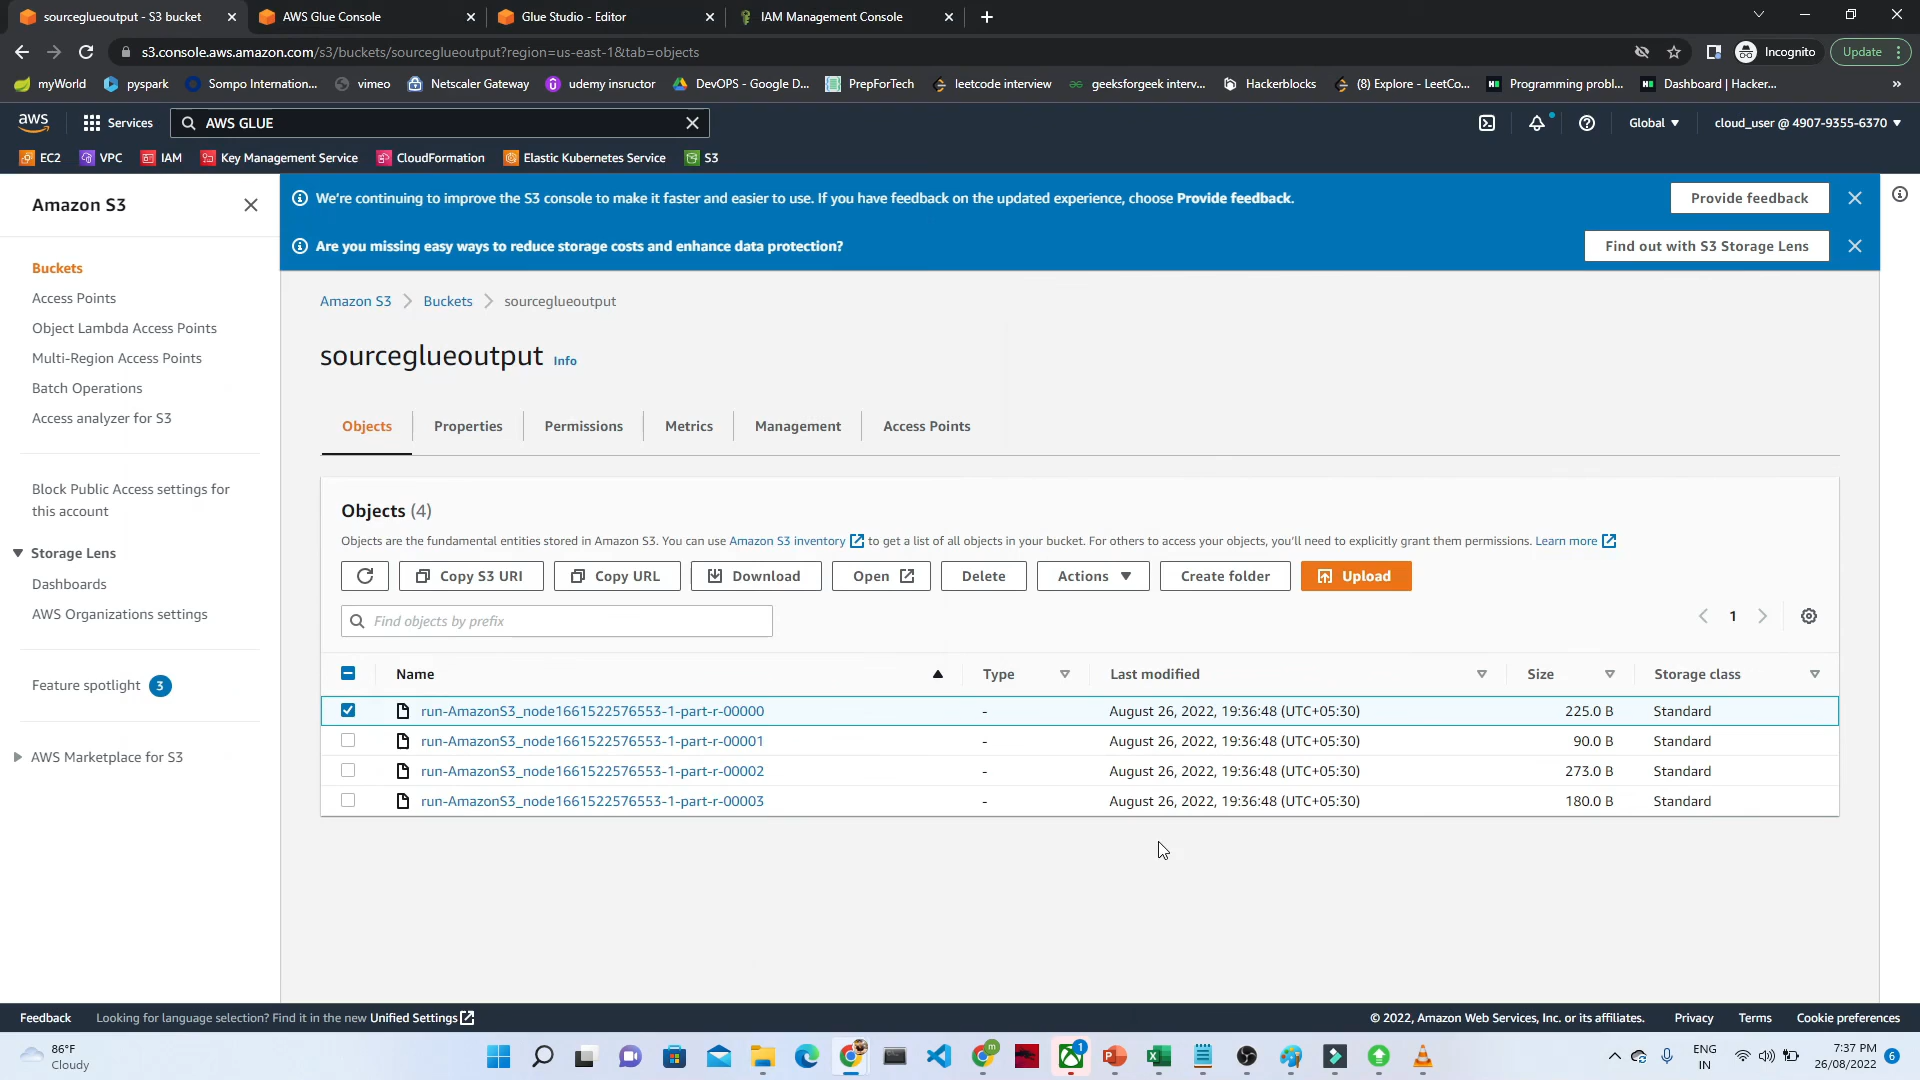 sourceglueoutput - S3 bucket
AWS Glue Console
Glue Studio - Editor
IAM Management Console
s3.console.aws.amazon.com/s3/buckets/sourceglueoutput?region=us-east-1&tab=objects
Incognito
Update
myWorld
pyspark
Sompo Internation...
vimeo
Netscaler Gateway
udemy insructor
DevOPS - Google D...
PrepForTech
leetcode interview
geeksforgeek interv...
Hackerblocks
(8) Explore - LeetCo...
Programming probl...
Dashboard | Hacker...
aws
Services
AWS GLUE
Global
cloud_user @ 4907-9355-6370
EC2
VPC
IAM
Key Management Service
CloudFormation
Elastic Kubernetes Service
S3
Amazon S3
Buckets
Access Points
Object Lambda Access Points
Multi-Region Access Points
Batch Operations
Access analyzer for S3
Block Public Access settings for
this account
Storage Lens
Dashboards
AWS Organizations settings
Feature spotlight 3
AWS Marketplace for S3
We're continuing to improve the S3 console to make it faster and easier to use. If you have feedback on the updated experience, choose Provide feedback.
Provide feedback
Are you missing easy ways to reduce storage costs and enhance data protection?
Find out with S3 Storage Lens
Amazon S3 > Buckets > sourceglueoutput
sourceglueoutput Info
Objects
Properties
Permissions
Metrics
Management
Access Points
Objects (4)
Objects are the fundamental entities stored in Amazon S3. You can use Amazon S3 inventory to get a list of all objects in your bucket. For others to access your objects, you'll need to explicitly grant them permissions. Learn more
Copy S3 URI
Copy URL
Download
Open
Delete
Actions
Create folder
Upload
Find objects by prefix
1
Name Type Last modified Size Storage class
run-AmazonS3_node1661522576553-1-part-r-00000 - August 26, 2022, 19:36:48 (UTC+05:30) 225.0 B Standard
run-AmazonS3_node1661522576553-1-part-r-00001 - August 26, 2022, 19:36:48 (UTC+05:30) 90.0 B Standard
run-AmazonS3_node1661522576553-1-part-r-00002 - August 26, 2022, 19:36:48 (UTC+05:30) 273.0 B Standard
run-AmazonS3_node1661522576553-1-part-r-00003 - August 26, 2022, 19:36:48 (UTC+05:30) 180.0 B Standard
Feedback
Looking for language selection? Find it in the new Unified Settings
© 2022, Amazon Web Services, Inc. or its affiliates.
Privacy
Terms
Cookie preferences
86°F
Cloudy
ENG
IN
7:37 PM
26/08/2022
6